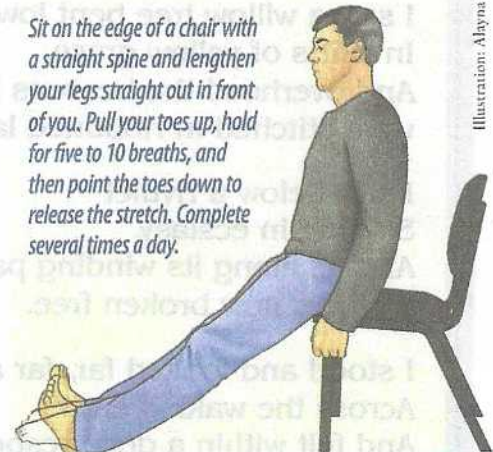 Sit on the edge of a chair with
a straight spine and lengthen
your legs straight out in front
of you. Pull your toes up, hold
for five to 10 breaths, and
then point the toes down to
release the stretch. Complete
several times a day.
Illustration: Alayna